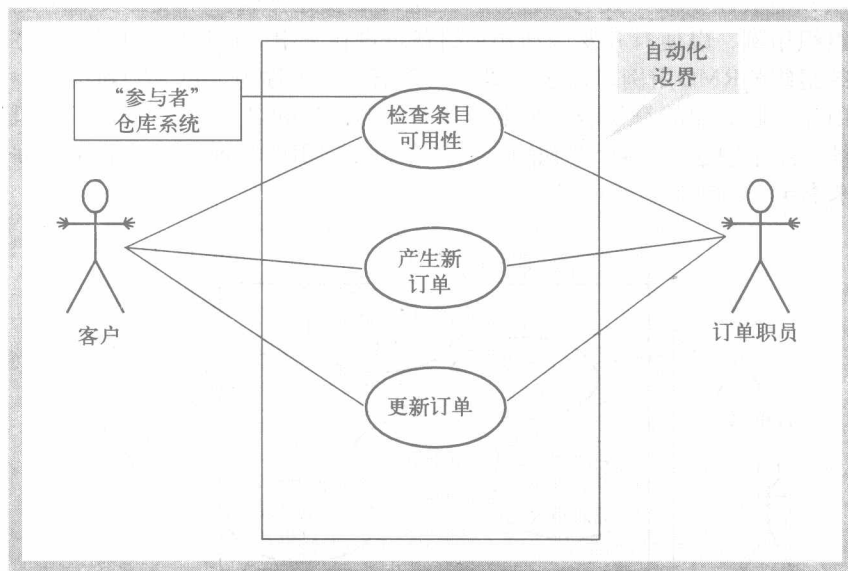 自动化
边界
“参与者”
仓库系统
检查条目
可用性
产生新
订单
客户
订单职员
更新订单